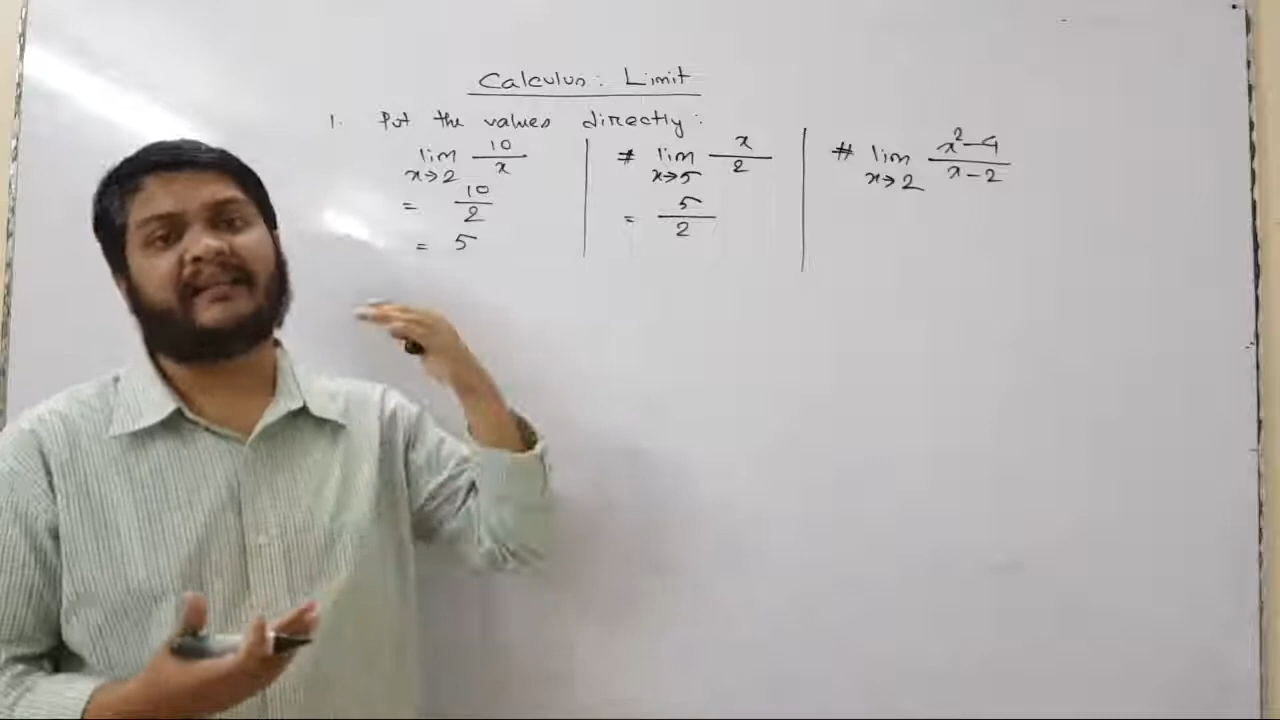 Calculus: Limit
1. Put the values directly:
lim x→2 10/x
= 10/2
= 5
# lim x→5 x/2
= 5/2
# lim x→2 x²-4/x-2